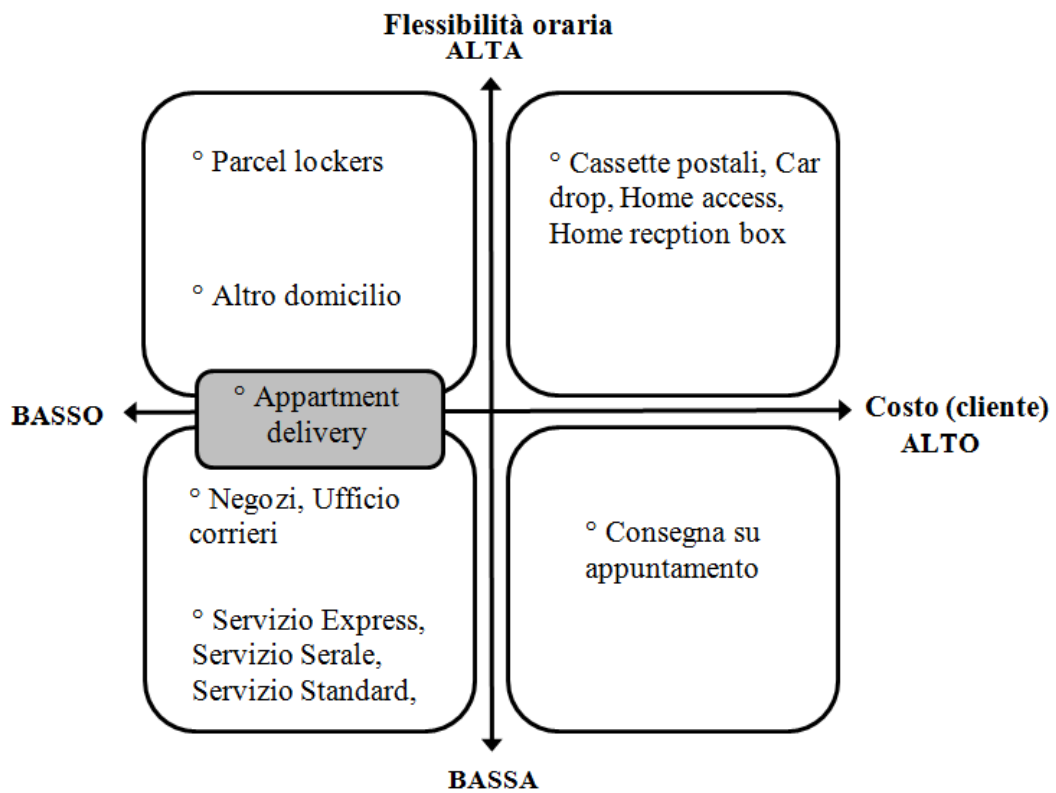 Flessibilità oraria
ALTA
° Parcel lockers
° Altro domicilio
° Cassette postali, Car
drop, Home access,
Home recption box
BASSO
° Appartment
delivery
Costo (cliente)
ALTO
° Negozi, Ufficio
corrieri
° Servizio Express,
Servizio Serale,
Servizio Standard,
° Consegna su
appuntamento
BASSA